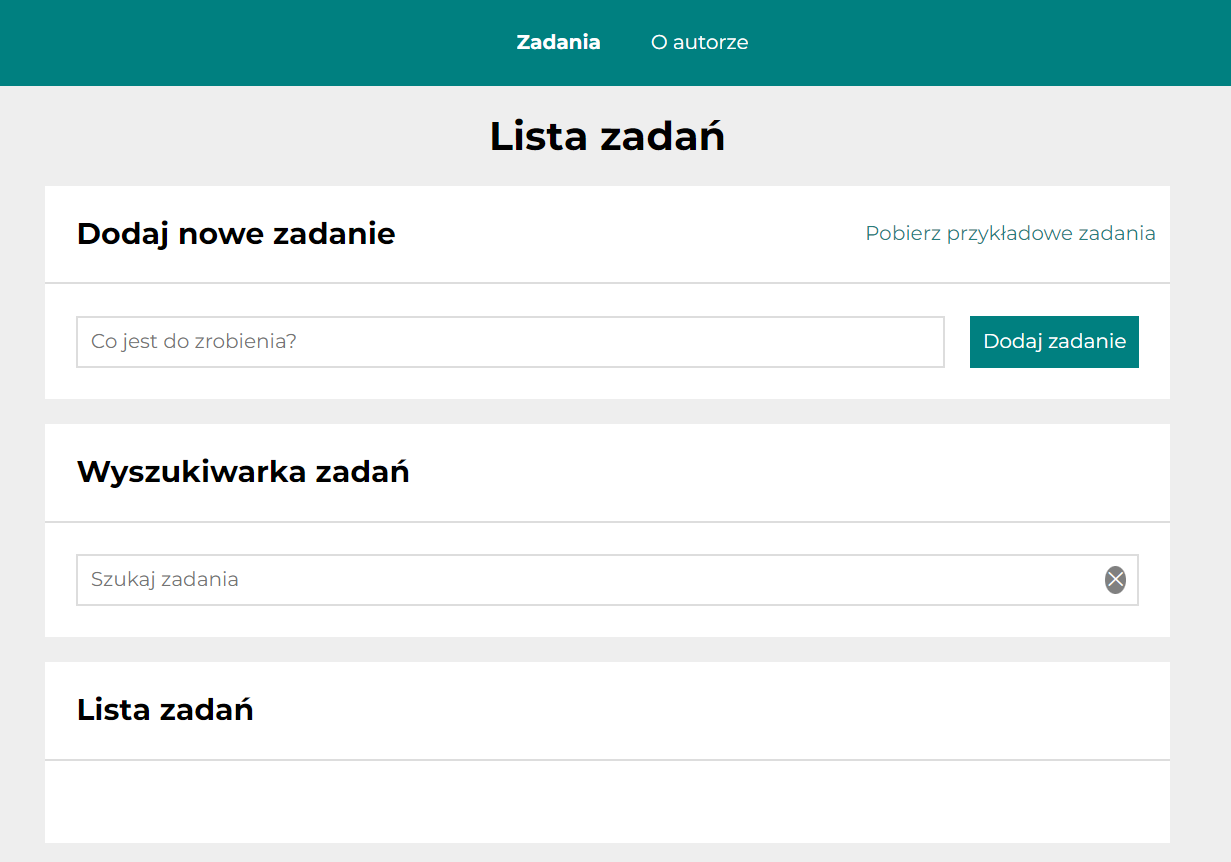 Zadania O autorze
Lista zadań
Dodaj nowe zadanie Pobierz przykładowe zadania
Co jest do zrobienia? Dodaj zadanie
Wyszukiwarka zadań
Szukaj zadania
Lista zadań